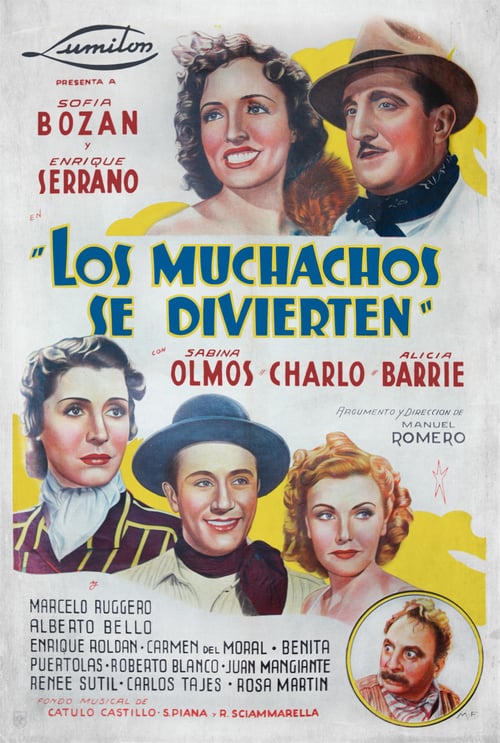 Lumiton
PRESENTA A
SOFIA
BOZAN
Y
ENRIQUE
SERRANO
EN
"LOS MUCHACHOS
SE DIVIERTEN"
CON SABINA ALICIA
OLMOS - CHARLO - BARRIE
ARGUMENTO y DIRECCION DE
MANUEL
ROMERO
y
MARCELO RUGGERO
ALBERTO BELLO
ENRIQUE ROLDAN - CARMEN DEL MORAL - BENITA
PUERTOLAS - ROBERTO BLANCO - JUAN MANGIANTE
RENEE SUTIL - CARLOS TAJES - ROSA MARTIN
FONDO MUSICAL DE
CATULO CASTILLO - S. PIANA y R. SCIAMMARELLA
M.F.